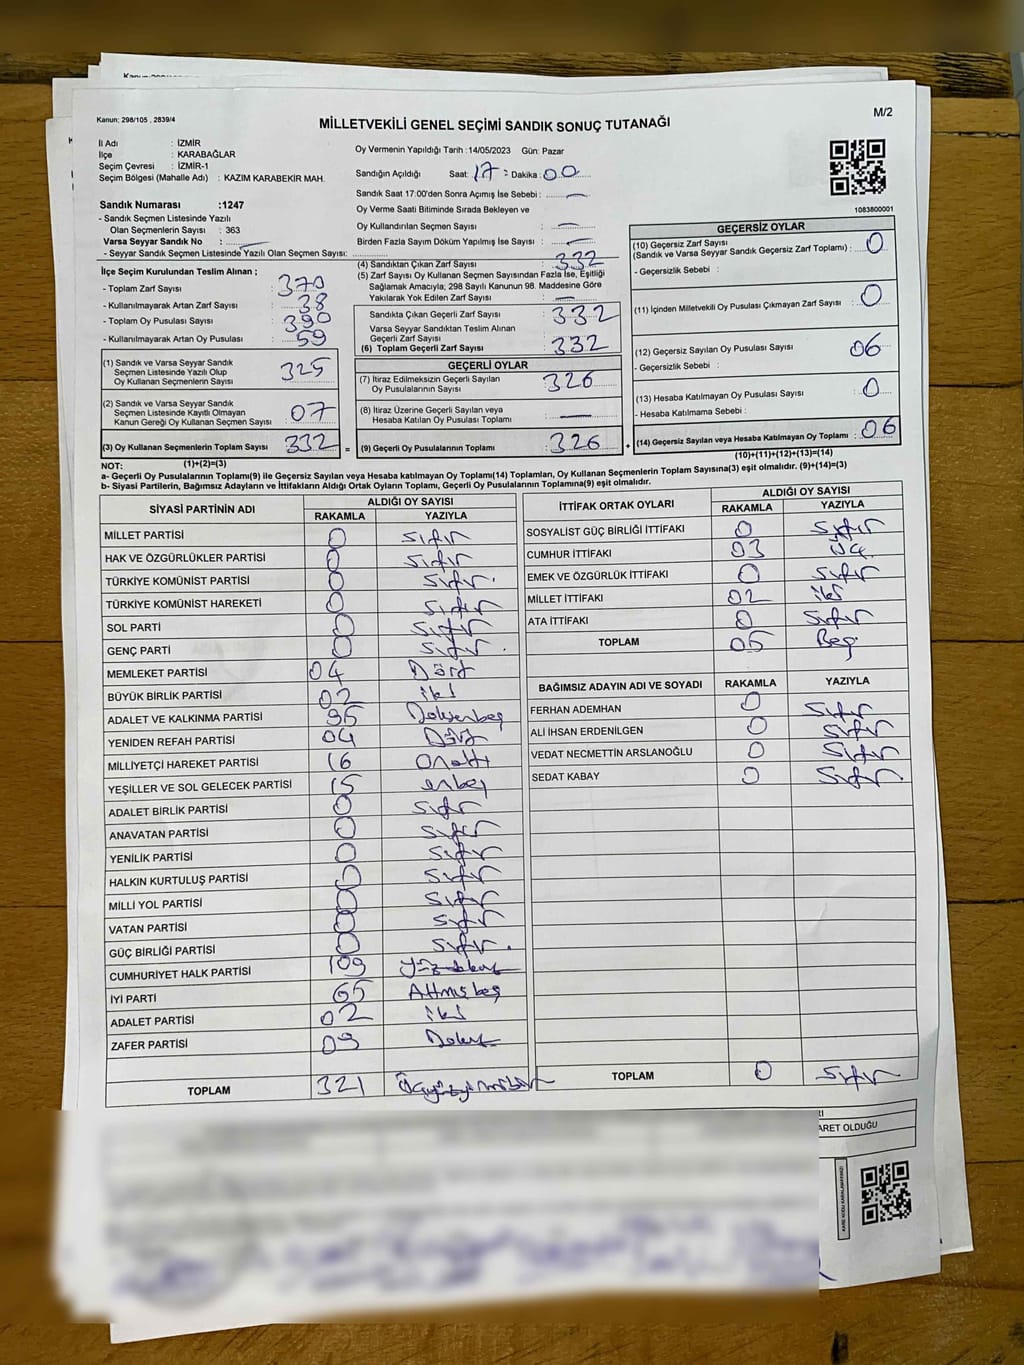 Kanun: 298/105 , 2839/4
M/2
MİLLETVEKİLİ GENEL SEÇİMİ SANDIK SONUÇ TUTANAĞI
İl Adı : İZMİR
İlçe : KARABAĞLAR
Seçim Çevresi : İZMİR-1
Seçim Bölgesi (Mahalle Adı) : KAZIM KARABEKİR MAH.
Sandık Numarası :1247
- Sandık Seçmen Listesinde Yazılı
Olan Seçmenlerin Sayısı : 363
Varsa Seyyar Sandık No :
- Seyyar Sandık Seçmen Listesinde Yazılı Olan Seçmen Sayısı:
Oy Vermenin Yapıldığı Tarih :14/05/2023 Gün: Pazar
Sandığın Açıldığı Saat: 17 : Dakika: 00
Sandık Saat 17:00'den Sonra Açımış İse Sebebi :
Oy Verme Saati Bitiminde Sırada Bekleyen ve
Oy Kullandırılan Seçmen Sayısı :
Birden Fazla Sayım Döküm Yapılmış İse Sayısı :
1083800001
İlçe Seçim Kurulundan Teslim Alınan ;
- Toplam Zarf Sayısı : 370
- Kullanılmayarak Artan Zarf Sayısı : 38
- Toplam Oy Pusulası Sayısı : 390
- Kullanılmayarak Artan Oy Pusulası : 59
(1) Sandık ve Varsa Seyyar Sandık
Seçmen Listesinde Yazılı Olup
Oy Kullanan Seçmenlerin Sayısı : 325
(2) Sandık ve Varsa Seyyar Sandık
Seçmen Listesinde Kayıtlı Olmayan
Kanun Gereği Oy Kullanan Seçmen Sayısı : 07
(3) Oy Kullanan Seçmenlerin Toplam Sayısı : 332 =
(4) Sandıktan Çıkan Zarf Sayısı : 332
(5) Zarf Sayısı Oy Kullanan Seçmen Sayısından Fazla İse, Eşitliği
Sağlamak Amacıyla; 298 Sayılı Kanunun 98. Maddesine Göre
Yakılarak Yok Edilen Zarf Sayısı :
Sandıkta Çıkan Geçerli Zarf Sayısı : 332
Varsa Seyyar Sandıktan Teslim Alınan
Geçerli Zarf Sayısı :
(6) Toplam Geçerli Zarf Sayısı : 332
GEÇERLİ OYLAR
(7) İtiraz Edilmeksizin Geçerli Sayılan
Oy Pusulalarının Sayısı : 326
(8) İtiraz Üzerine Geçerli Sayılan veya
Hesaba Katılan Oy Pusulası Toplamı :
(9) Geçerli Oy Pusulalarının Toplamı : 326 +
GEÇERSİZ OYLAR
(10) Geçersiz Zarf Sayısı
(Sandık ve Varsa Seyyar Sandık Geçersiz Zarf Toplamı) : 0
- Geçersizlik Sebebi :
(11) İçinden Milletvekili Oy Pusulası Çıkmayan Zarf Sayısı : 0
(12) Geçersiz Sayılan Oy Pusulası Sayısı : 06
- Geçersizlik Sebebi :
(13) Hesaba Katılmayan Oy Pusulası Sayısı : 0
- Hesaba Katılmama Sebebi :
(14) Geçersiz Sayılan veya Hesaba Katılmayan Oy Toplamı : 06
NOT: (1)+(2)=(3) (10)+(11)+(12)+(13)=(14)
a- Geçerli Oy Pusulalarının Toplamı(9) ile Geçersiz Sayılan veya Hesaba katılmayan Oy Toplamı(14) Toplamları, Oy Kullanan Seçmenlerin Toplam Sayısına(3) eşit olmalıdır. (9)+(14)=(3)
b- Siyasi Partilerin, Bağımsız Adayların ve İttifakların Aldığı Ortak Oyların Toplamı, Geçerli Oy Pusulalarının Toplamına(9) eşit olmalıdır.
SİYASİ PARTİNİN ADI ALDIĞI OY SAYISI
RAKAMLA YAZIYLA
MİLLET PARTİSİ 0 sıfır
HAK VE ÖZGÜRLÜKLER PARTİSİ 0 sıfır
TÜRKİYE KOMÜNİST PARTİSİ 0 sıfır.
TÜRKİYE KOMÜNİST HAREKETİ 0 sıfır
SOL PARTİ 0 sıfır
GENÇ PARTİ 0 sıfır.
MEMLEKET PARTİSİ 04 Dört
BÜYÜK BİRLİK PARTİSİ 02 iki
ADALET VE KALKINMA PARTİSİ 95 Doksanbeş
YENİDEN REFAH PARTİSİ 04 Dört
MİLLİYETÇİ HAREKET PARTİSİ 16 Onaltı
YEŞİLLER VE SOL GELECEK PARTİSİ 15 onbeş
ADALET BİRLİK PARTİSİ 0 sıfır
ANAVATAN PARTİSİ 0 sıfır
YENİLİK PARTİSİ 0 sıfır
HALKIN KURTULUŞ PARTİSİ 0 sıfır
MİLLİ YOL PARTİSİ 0 sıfır
VATAN PARTİSİ 0 sıfır
GÜÇ BİRLİĞİ PARTİSİ 0 sıfır.
CUMHURİYET HALK PARTİSİ 109 yüzdokuz
İYİ PARTİ 65 Altmışbeş
ADALET PARTİSİ 02 iki
ZAFER PARTİSİ 09 Dokuz
TOPLAM 321 Üçyüzyirmibir
İTTİFAK ORTAK OYLARI ALDIĞI OY SAYISI
RAKAMLA YAZIYLA
SOSYALİST GÜÇ BİRLİĞİ İTTİFAKI 0 sıfır
CUMHUR İTTİFAKI 03 Üç
EMEK VE ÖZGÜRLÜK İTTİFAKI 0 sıfır
MİLLET İTTİFAKI 02 iki
ATA İTTİFAKI 0 sıfır
TOPLAM 05 Beş
BAĞIMSIZ ADAYIN ADI VE SOYADI RAKAMLA YAZIYLA
FERHAN ADEMHAN 0 sıfır
ALİ İHSAN ERDENİLGEN 0 sıfır
VEDAT NECMETTİN ARSLANOĞLU 0 sıfır
SEDAT KABAY 0 sıfır
TOPLAM 0 sıfır
ARET OLDUĞU